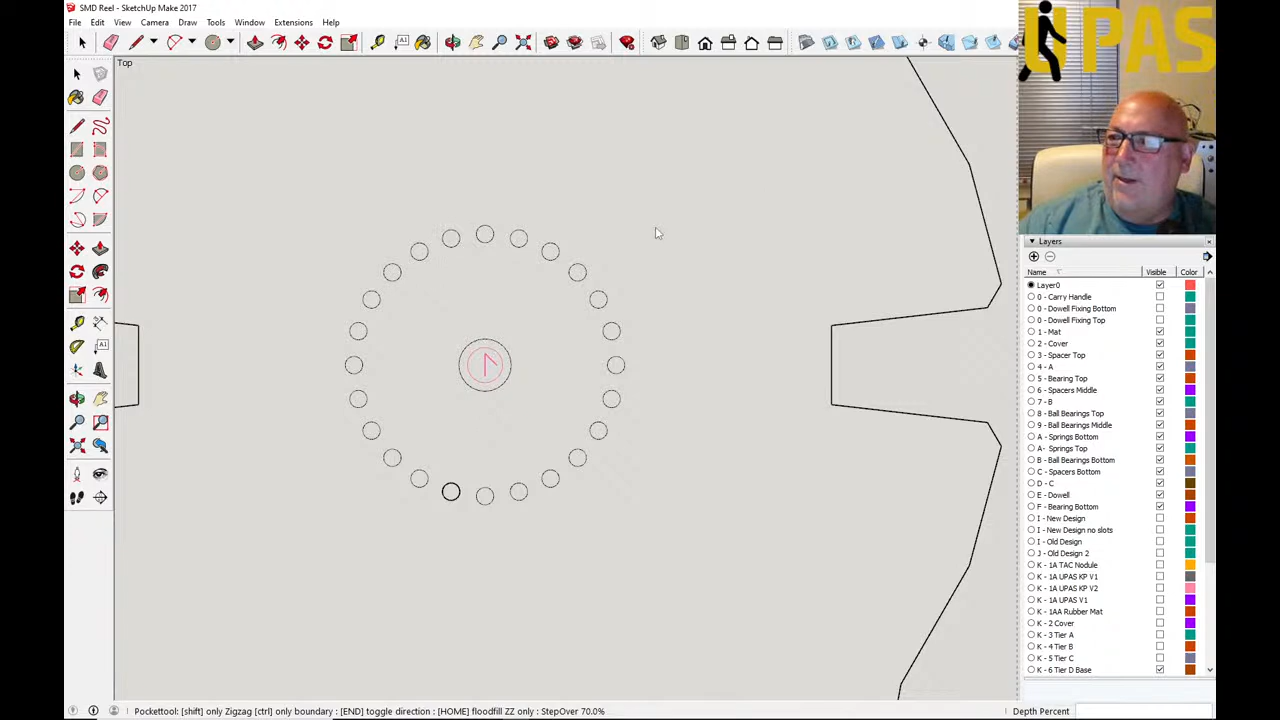 SMD Reel - SketchUp Make 2017
File Edit View Camera Draw Tools Window Extensions Help
Top
UPAS
Layers
Name Visible Color
Layer0
0 - Carry Handle
0 - Dowell Fixing Bottom
0 - Dowell Fixing Top
1 - Mat
2 - Cover
3 - Spacer Top
4 - A
5 - Bearing Top
6 - Spacers Middle
7 - B
8 - Ball Bearings Top
9 - Ball Bearings Middle
A - Springs Bottom
A- Springs Top
B - Ball Bearings Bottom
C - Spacers Bottom
D - C
E - Dowell
F - Bearing Bottom
I - New Design
I - New Design no slots
I - Old Design
J - Old Design 2
K - 1A TAC Nodule
K - 1A UPAS KP V1
K - 1A UPAS KP V2
K - 1A UPAS V1
K - 1AA Rubber Mat
K - 2 Cover
K - 3 Tier A
K - 4 Tier B
K - 5 Tier C
K - 6 Tier D Base
Pockettool: [shift] only Zigzag [ctrl] only boundary : [END] toggle direction : [HOME] floodfill ZZ only : StepOver 70.0%
Depth Percent